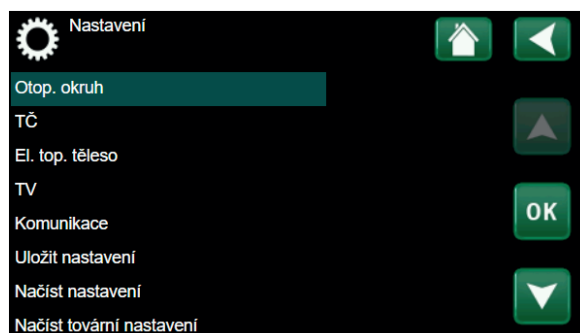 Nastavení
Otop. okruh
TČ
El. top. těleso
TV
Komunikace
Uložit nastavení
Načíst nastavení
Načíst tovární nastavení
OK